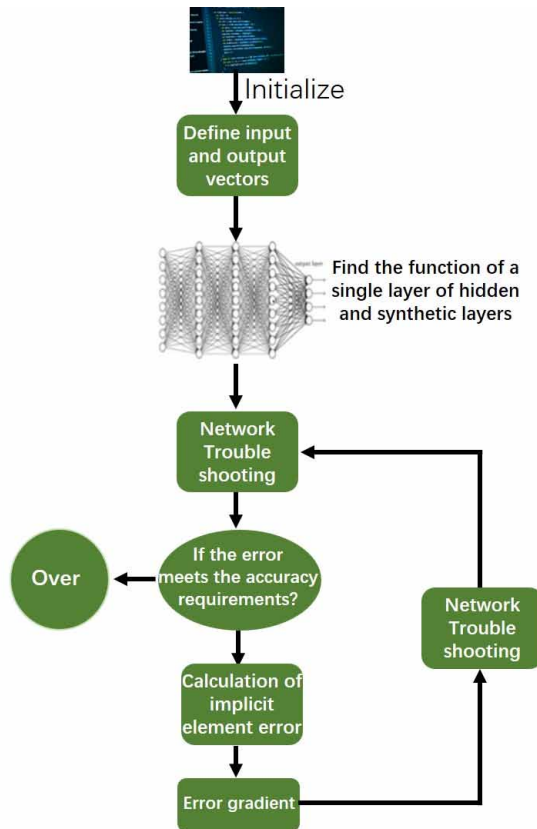 Initialize
Define input
and output
vectors
output layer
Find the function of a
single layer of hidden
and synthetic layers
Network
Trouble
shooting
If the error
meets the accuracy
requirements?
Over
Network
Trouble
shooting
Calculation of
implicit
element error
Error gradient